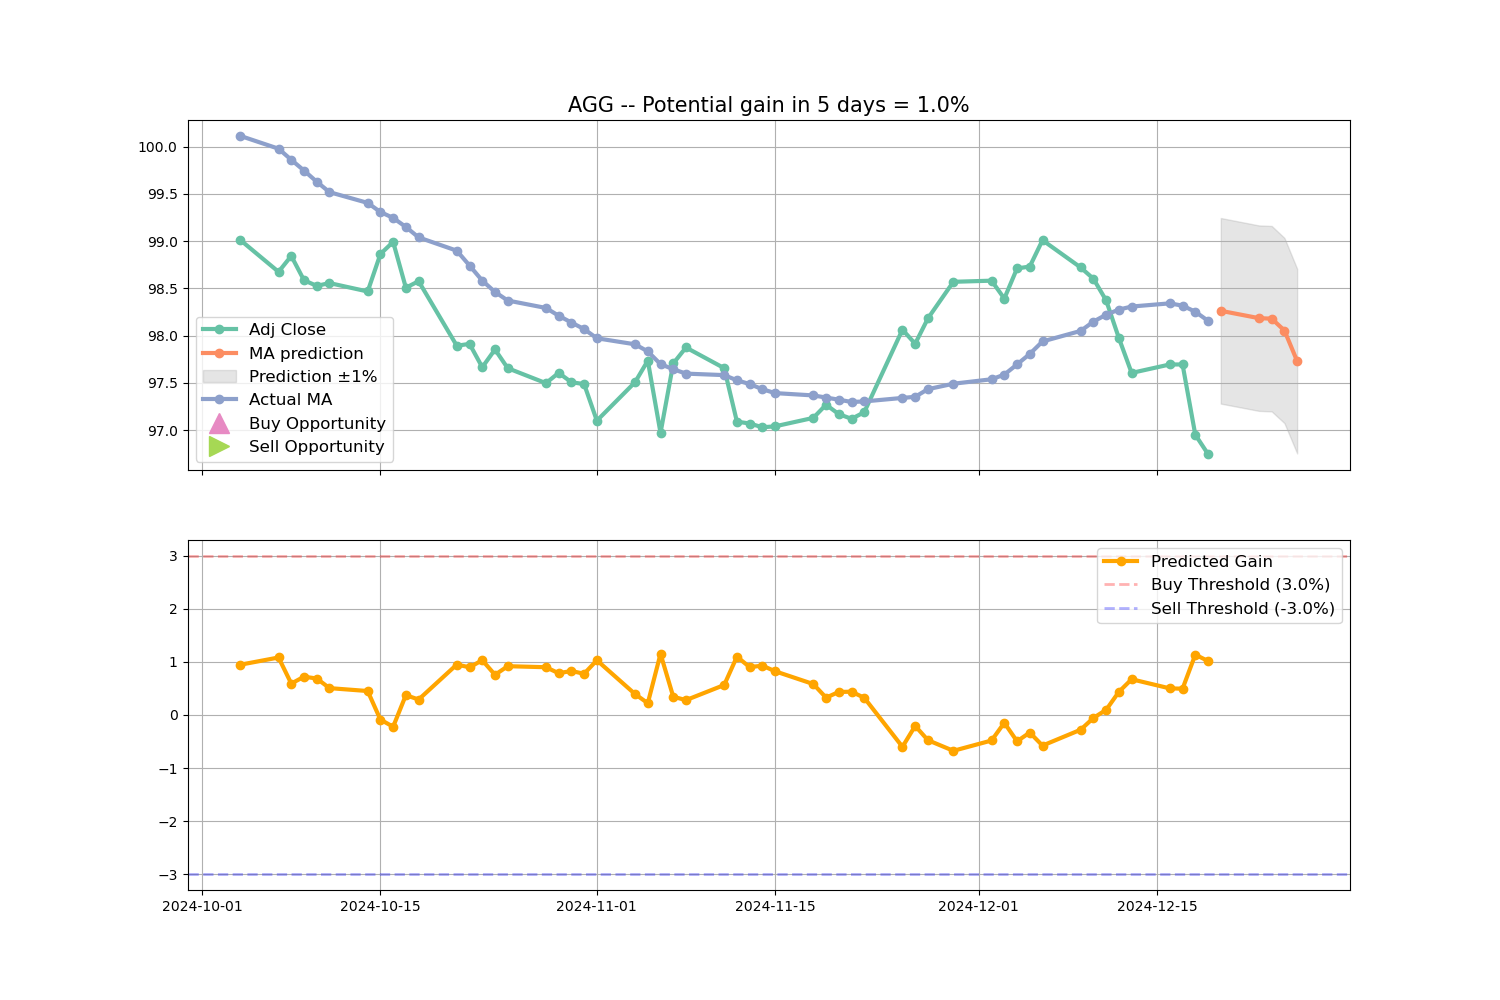 AGG -- Potential gain in 5 days = 1.0%
100.0
99.5
99.0
98.5
98.0
97.5
97.0
Adj Close
MA prediction
Prediction ±1%
Actual MA
Buy Opportunity
Sell Opportunity
3
2
1
0
−1
−2
−3
Predicted Gain
Buy Threshold (3.0%)
Sell Threshold (-3.0%)
2024-10-01 2024-10-15 2024-11-01 2024-11-15 2024-12-01 2024-12-15